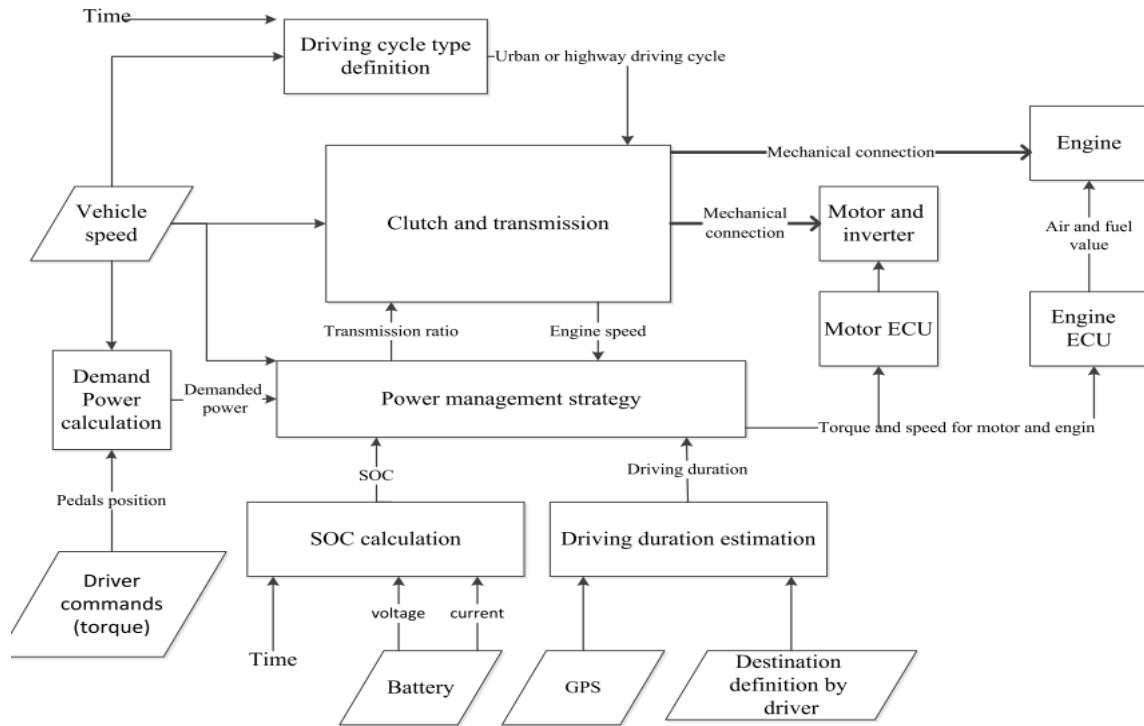 Time
Driving cycle type
definition
Urban or highway driving cycle
Mechanical connection
Engine
Vehicle
speed
Clutch and transmission
Mechanical
connection
Motor and
inverter
Air and fuel
value
Transmission ratio
Engine speed
Motor ECU
Engine
ECU
Demand
Power
calculation
Demanded
power
Power management strategy
Torque and speed for motor and engin
SOC
Driving duration
Pedals position
SOC calculation
Driving duration estimation
Driver
commands
(torque)
voltage
current
Time
Battery
GPS
Destination
definition by
driver